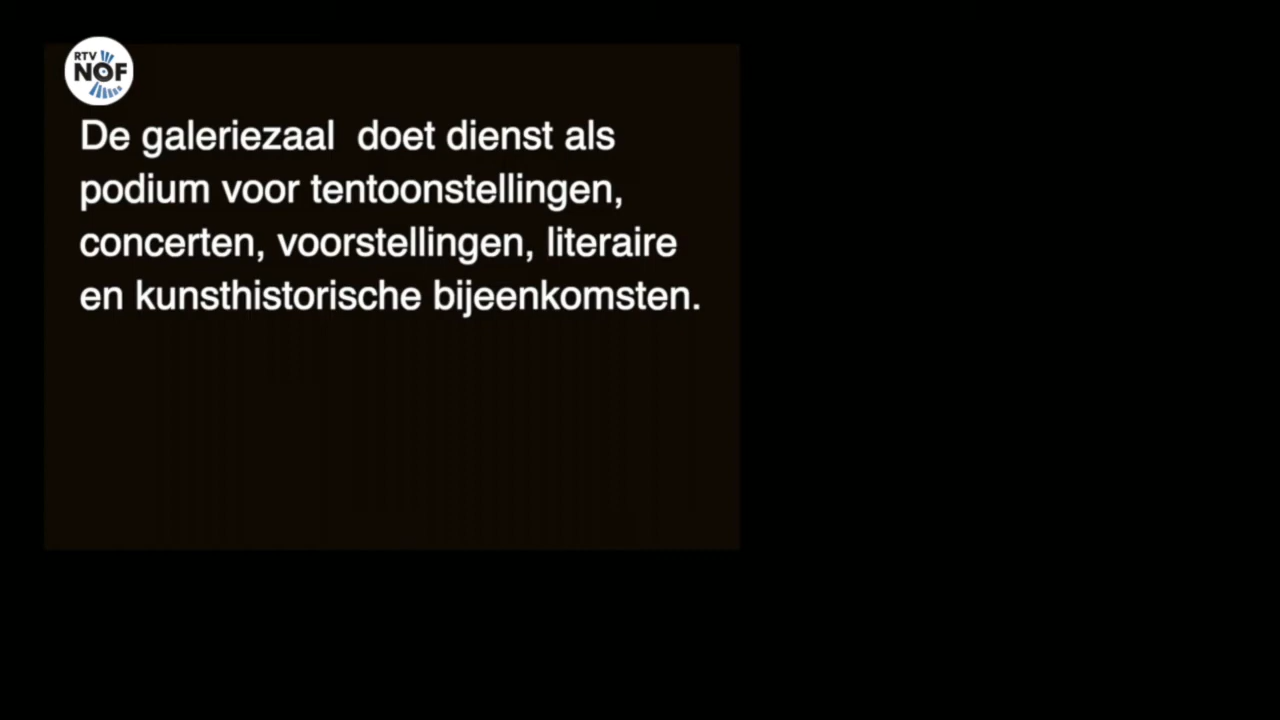 RTV
NOF
De galeriezaal  doet dienst als
podium voor tentoonstellingen,
concerten, voorstellingen, literaire
en kunsthistorische bijeenkomsten.